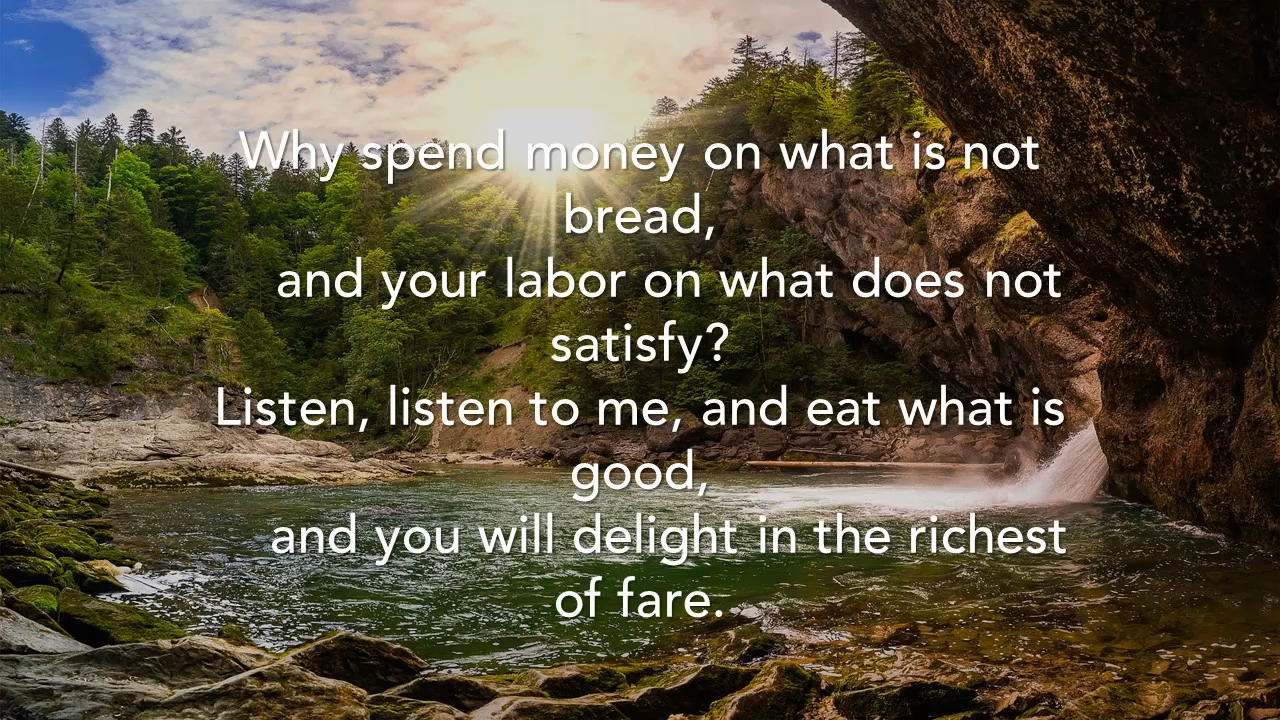 Why spend money on what is not
bread,
and your labor on what does not
satisfy?
Listen, listen to me, and eat what is
good,
and you will delight in the richest
of fare.